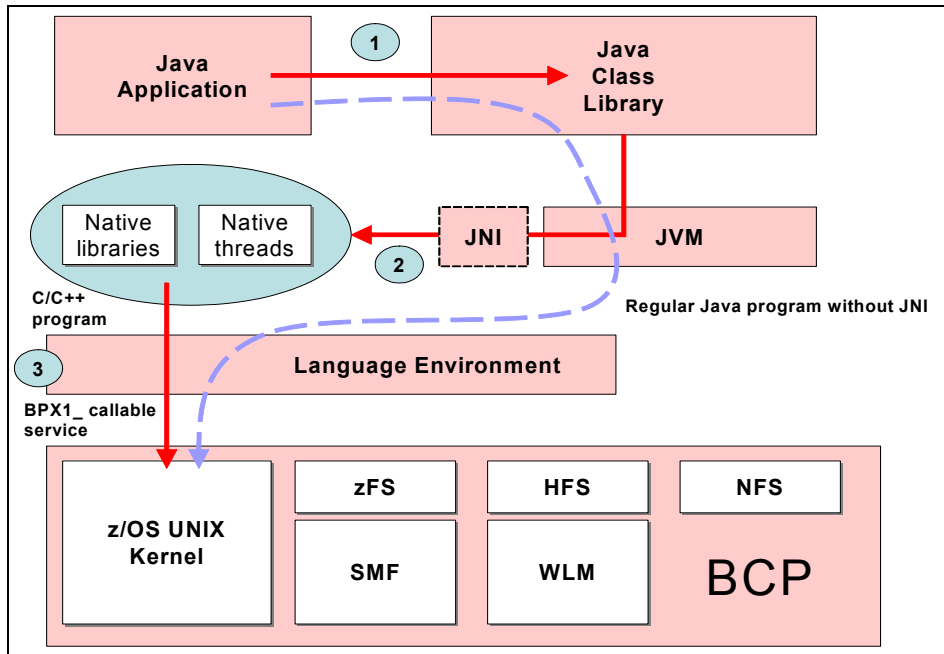 1
Java
Application
Java
Class
Library
Native
libraries
Native
threads
JNI
JVM
2
C/C++
program
Regular Java program without JNI
3
Language Environment
BPX1_ callable
service
z/OS UNIX
Kernel
zFS
HFS
NFS
SMF
WLM
BCP